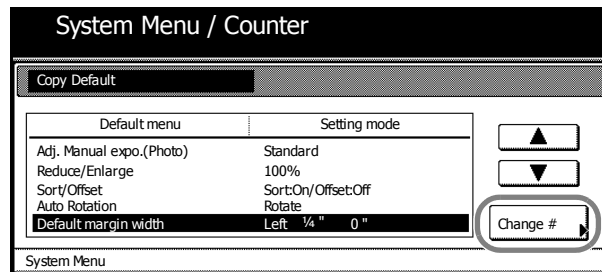 System Menu / Counter
Copy Default
Default menu Setting mode
Adj. Manual expo.(Photo) Standard
Reduce/Enlarge 100%
Sort/Offset Sort:On/Offset:Off
Auto Rotation Rotate
Default margin width Left ¼ " 0 "
Change #
System Menu